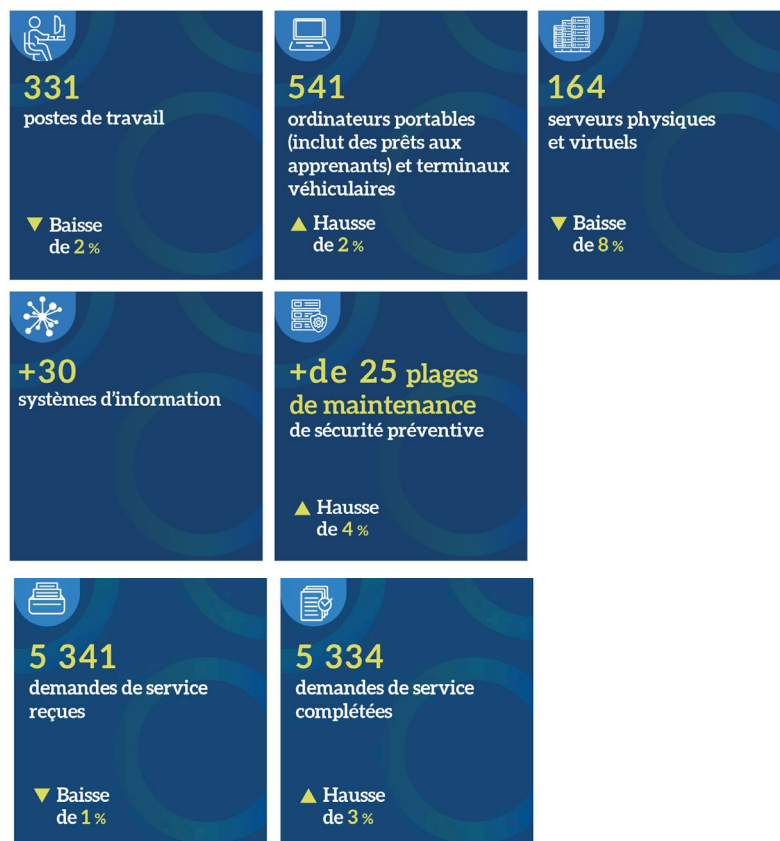 331
postes de travail
▼ Baisse
de 2 %
541
ordinateurs portables
(inclut des prêts aux
apprenants) et terminaux
véhiculaires
▲ Hausse
de 2 %
164
serveurs physiques
et virtuels
▼ Baisse
de 8 %
+30
systèmes d’information
+de 25 plages
de maintenance
de sécurité préventive
▲ Hausse
de 4 %
5 341
demandes de service
reçues
▼ Baisse
de 1 %
5 334
demandes de service
complétées
▲ Hausse
de 3 %